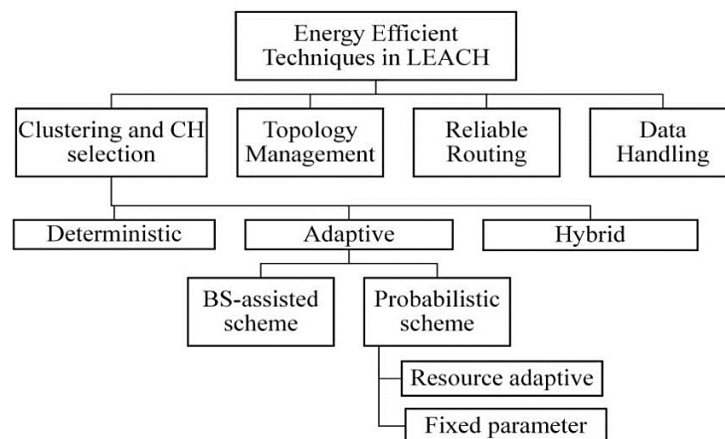 Energy Efficient
Techniques in LEACH
Clustering and CH
selection
Topology
Management
Reliable
Routing
Data
Handling
Deterministic
Adaptive
Hybrid
BS-assisted
scheme
Probabilistic
scheme
Resource adaptive
Fixed parameter